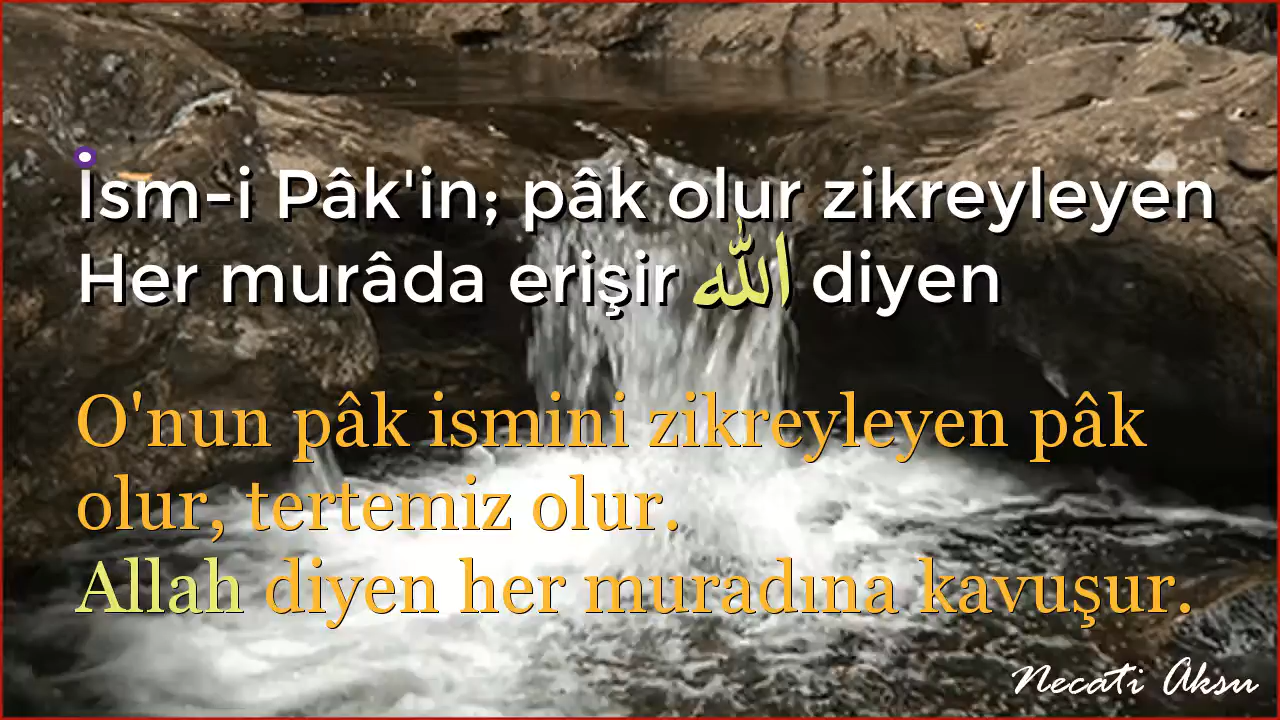 İsm-i Pâk'in; pâk olur zikreyleyen
Her murâda erişir الله diyen
O'nun pâk ismini zikreyleyen pâk
olur, tertemiz olur.
Allah diyen her muradına kavuşur.
Necati Aksu